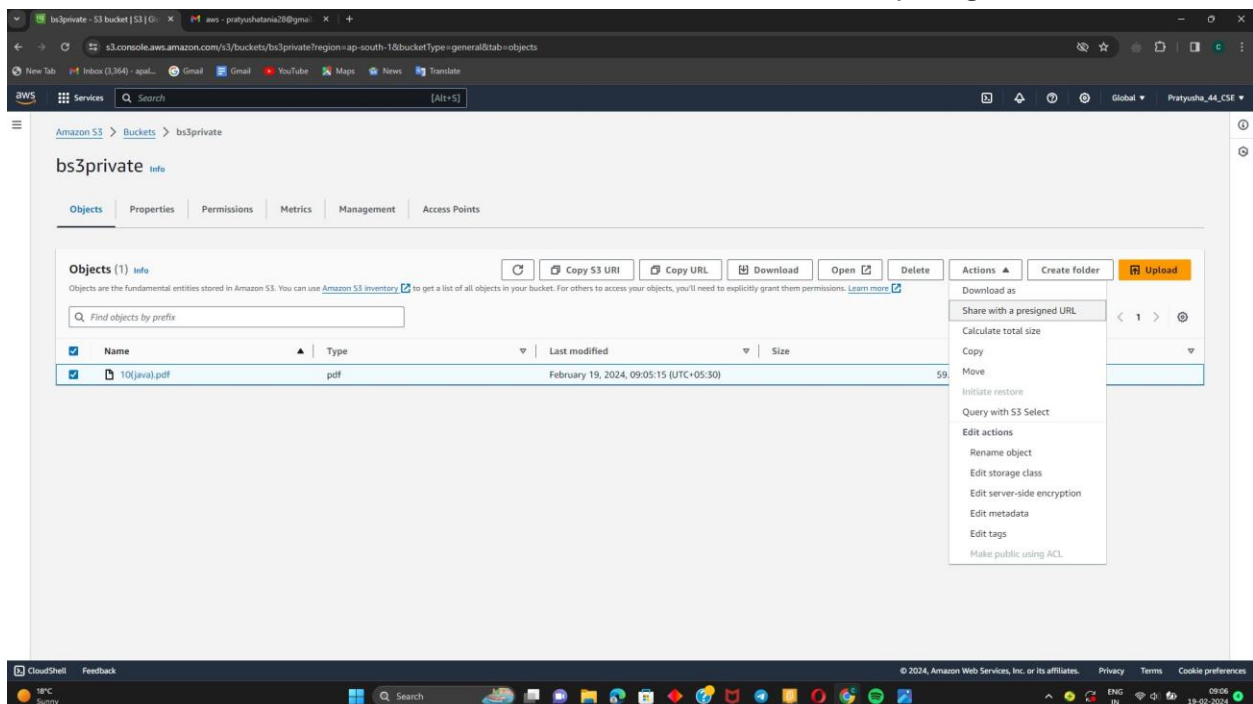 bs3private - S3 bucket | S3 | Gl
aws - pratyushatania28@gmai
s3.console.aws.amazon.com/s3/buckets/bs3private?region=ap-south-1&bucketType=general&tab=objects
New Tab Inbox (3,364) - apal... Gmail Gmail YouTube Maps News Translate
aws Services Search [Alt+S] Global Pratyusha_44_CSE
Amazon S3 > Buckets > bs3private
bs3private Info
Objects Properties Permissions Metrics Management Access Points
Objects (1) Info
Copy S3 URI Copy URL Download Open Delete Actions Create folder Upload
Objects are the fundamental entities stored in Amazon S3. You can use Amazon S3 inventory to get a list of all objects in your bucket. For others to access your objects, you'll need to explicitly grant them permissions. Learn more
Find objects by prefix
< 1 >
Name Type Last modified Size
10(java).pdf pdf February 19, 2024, 09:05:15 (UTC+05:30) 59.
Download as
Share with a presigned URL
Calculate total size
Copy
Move
Initiate restore
Query with S3 Select
Edit actions
Rename object
Edit storage class
Edit server-side encryption
Edit metadata
Edit tags
Make public using ACL
CloudShell Feedback © 2024, Amazon Web Services, Inc. or its affiliates. Privacy Terms Cookie preferences
18°C
Sunny
Search
ENG
IN
09:06
19-02-2024